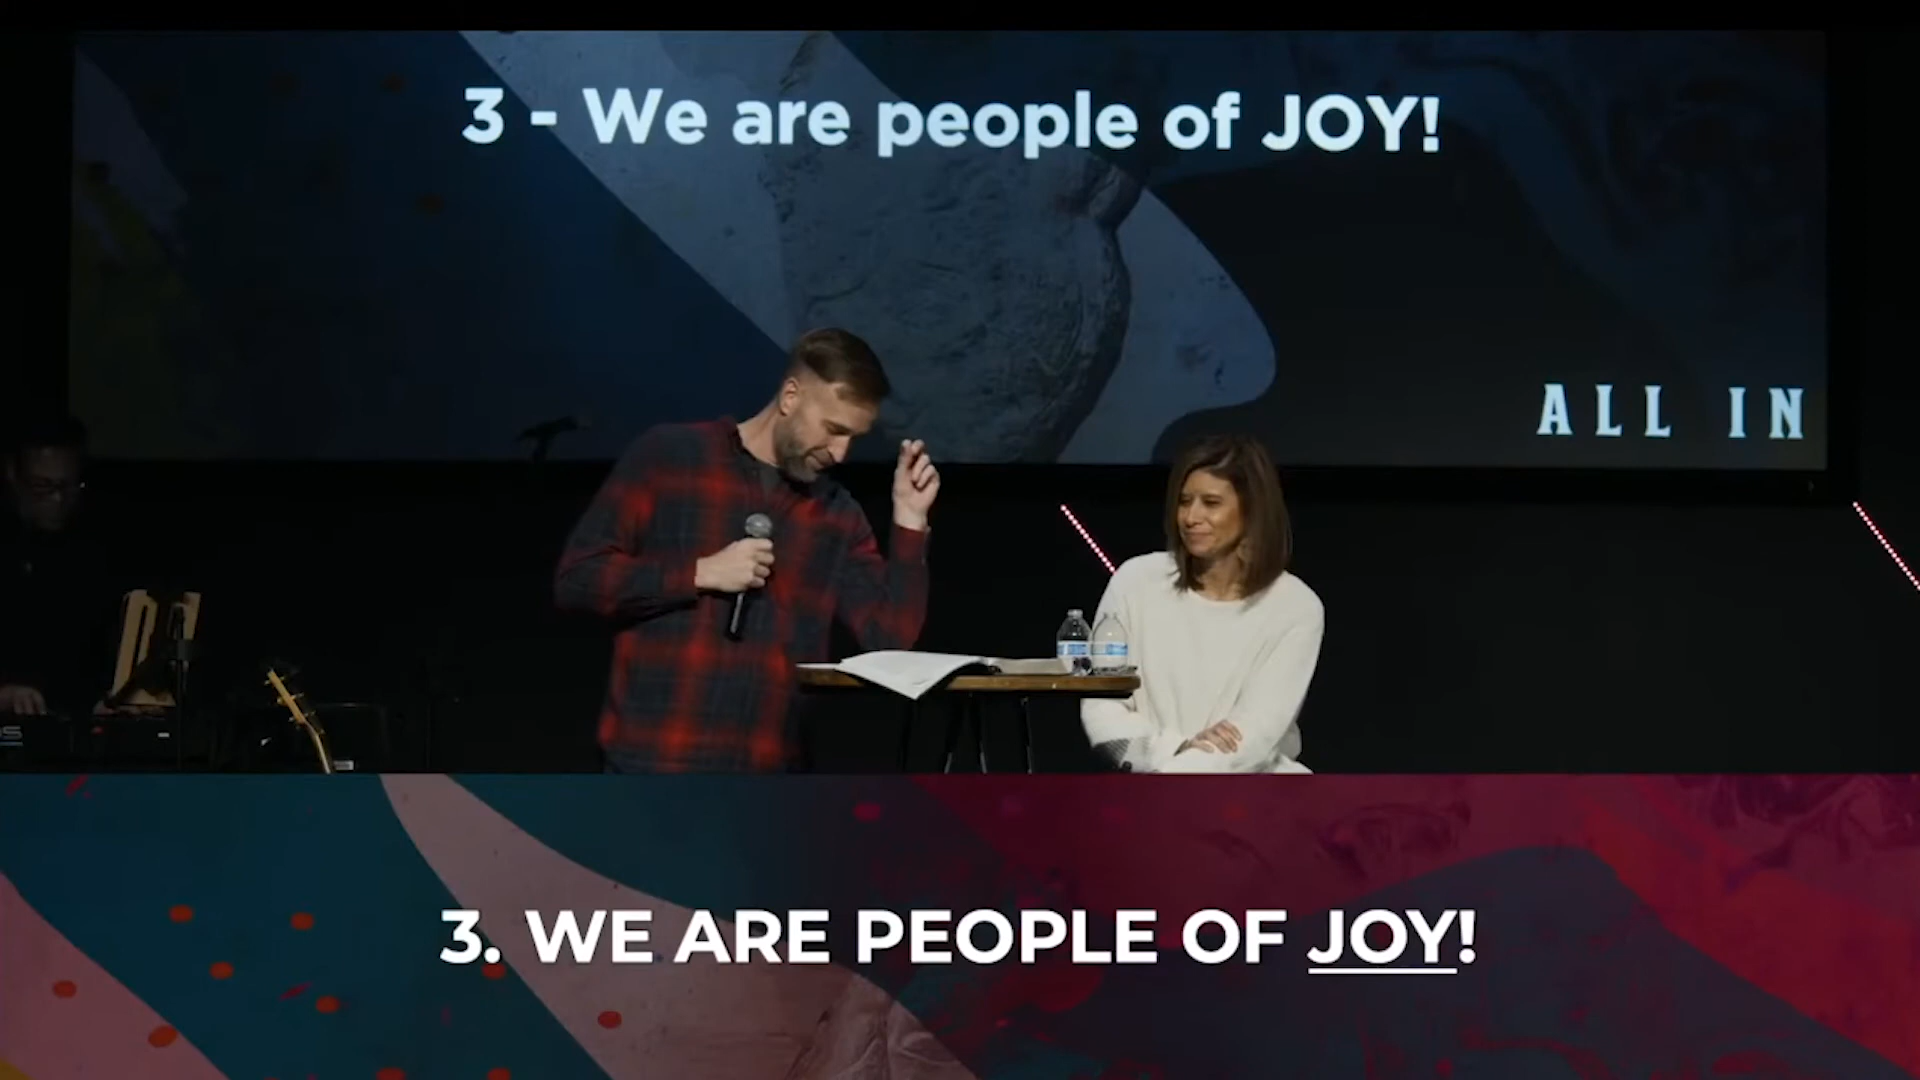 3 - We are people of JOY!
ALL IN
3. WE ARE PEOPLE OF JOY!